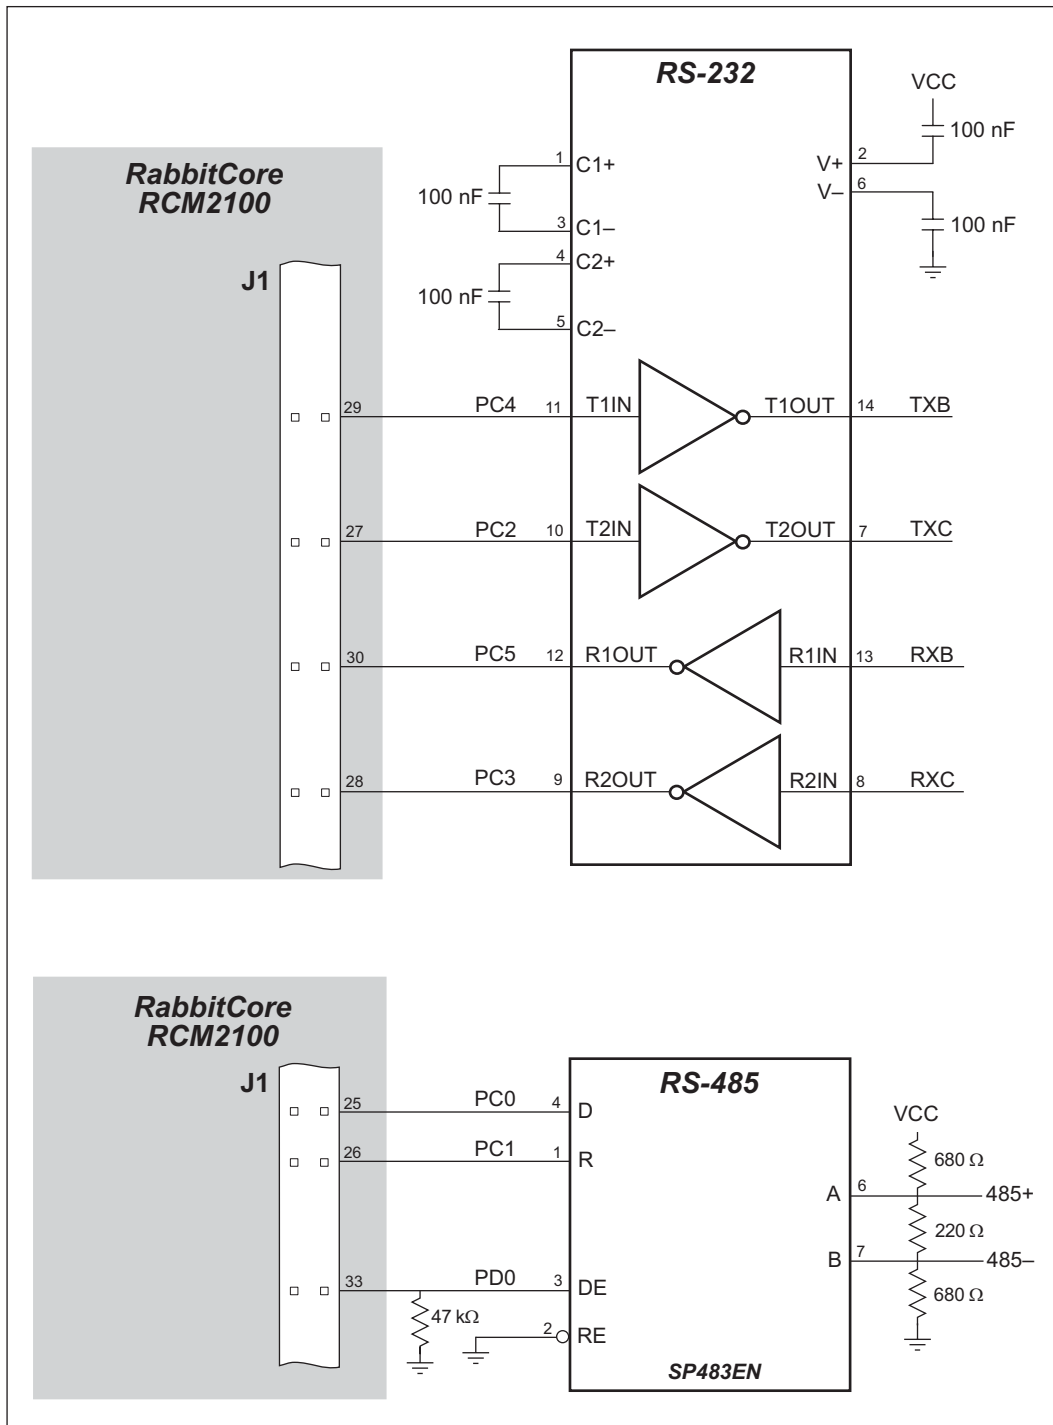 RS-232
VCC
100 nF
RabbitCore
RCM2100
1 C1+
V+ 2
V– 6
100 nF
3 C1–
100 nF
4 C2+
J1
100 nF
5 C2–
29 PC4 11 T1IN T1OUT 14 TXB
27 PC2 10 T2IN T2OUT 7 TXC
30 PC5 12 R1OUT R1IN 13 RXB
28 PC3 9 R2OUT R2IN 8 RXC
RabbitCore
RCM2100
J1
RS-485
25 PC0 4 D
VCC
26 PC1 1 R
680 Ω
A 6 485+
220 Ω
B 7 485–
33 PD0 3 DE
680 Ω
47 kΩ
2 RE
SP483EN